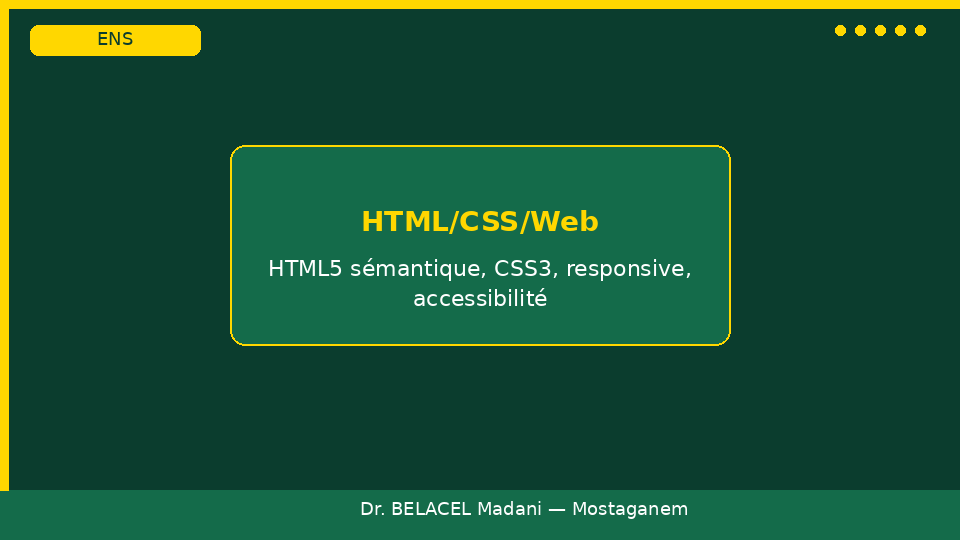 ENS
HTML/CSS/Web
HTML5 sémantique, CSS3, responsive,
accessibilité
Dr. BELACEL Madani — Mostaganem